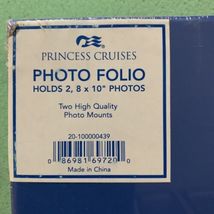 PRINCESS CRUISES
PHOTO FOLIO
HOLDS 2, 8 x 10" PHOTOS
Two High Quality
Photo Mounts
20-100000439
0 86981 69720 0
Made in China